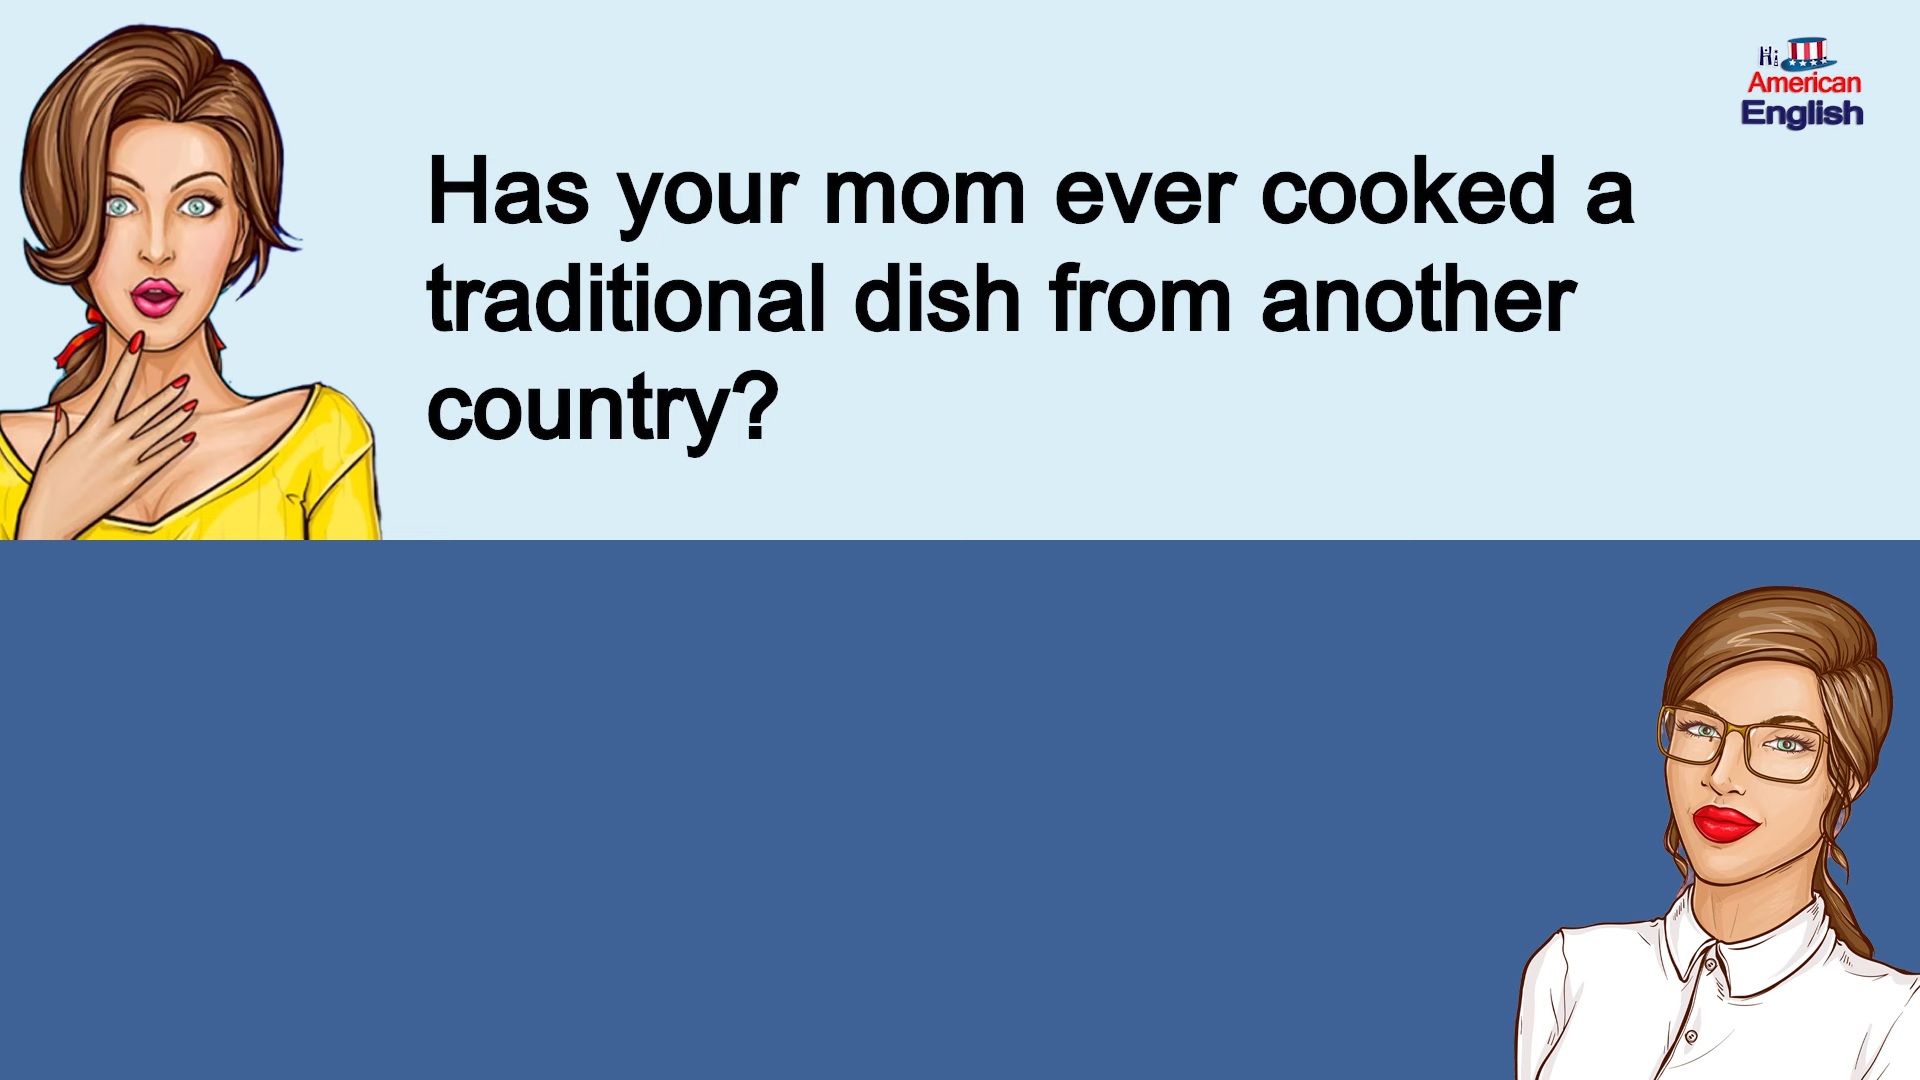 Hi
American
English
Has your mom ever cooked a
traditional dish from another
country?